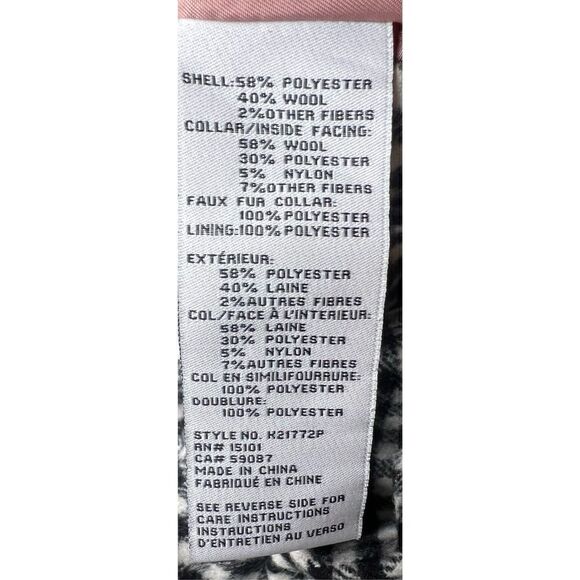 SHELL:58% POLYESTER
40% WOOL
2%OTHER FIBERS
COLLAR/INSIDE FACING:
58% WOOL
30% POLYESTER
5% NYLON
7%OTHER FIBERS
FAUX FUR COLLAR:
100%POLYESTER
LINING:100%POLYESTER
EXTÉRIEUR:
58% POLYESTER
40% LAINE
2%AUTRES FIBRES
COL/FACE À L'INTERIEUR:
58% LAINE
30% POLYESTER
5% NYLON
7%AUTRES FIBRES
COL EN SIMILIFOURRURE:
100% POLYESTER
DOUBLURE:
100% POLYESTER
STYLE NO. K21772P
RN# 15101
CA# 59087
MADE IN CHINA
FABRIQUÉ EN CHINE
SEE REVERSE SIDE FOR
CARE INSTRUCTIONS
INSTRUCTIONS
D'ENTRETIEN AU VERSO